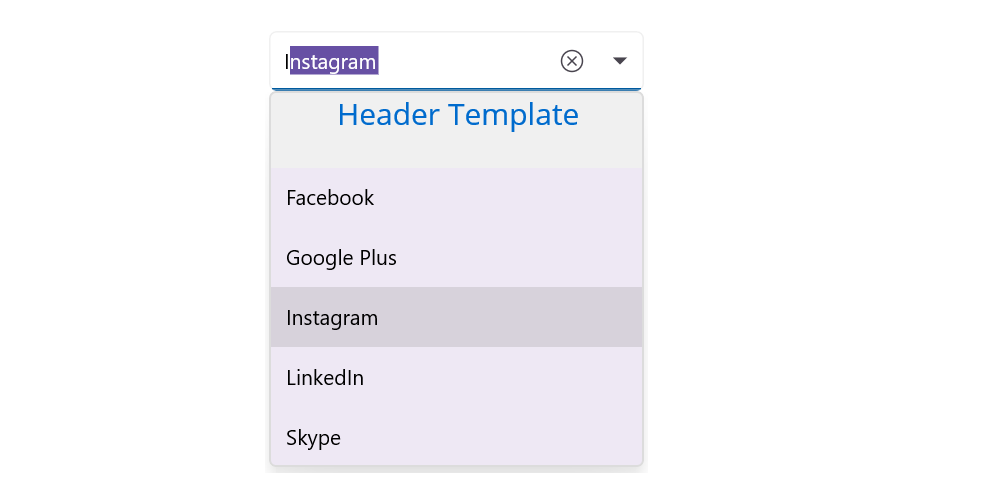 Instagram
Header Template
Facebook
Google Plus
Instagram
LinkedIn
Skype